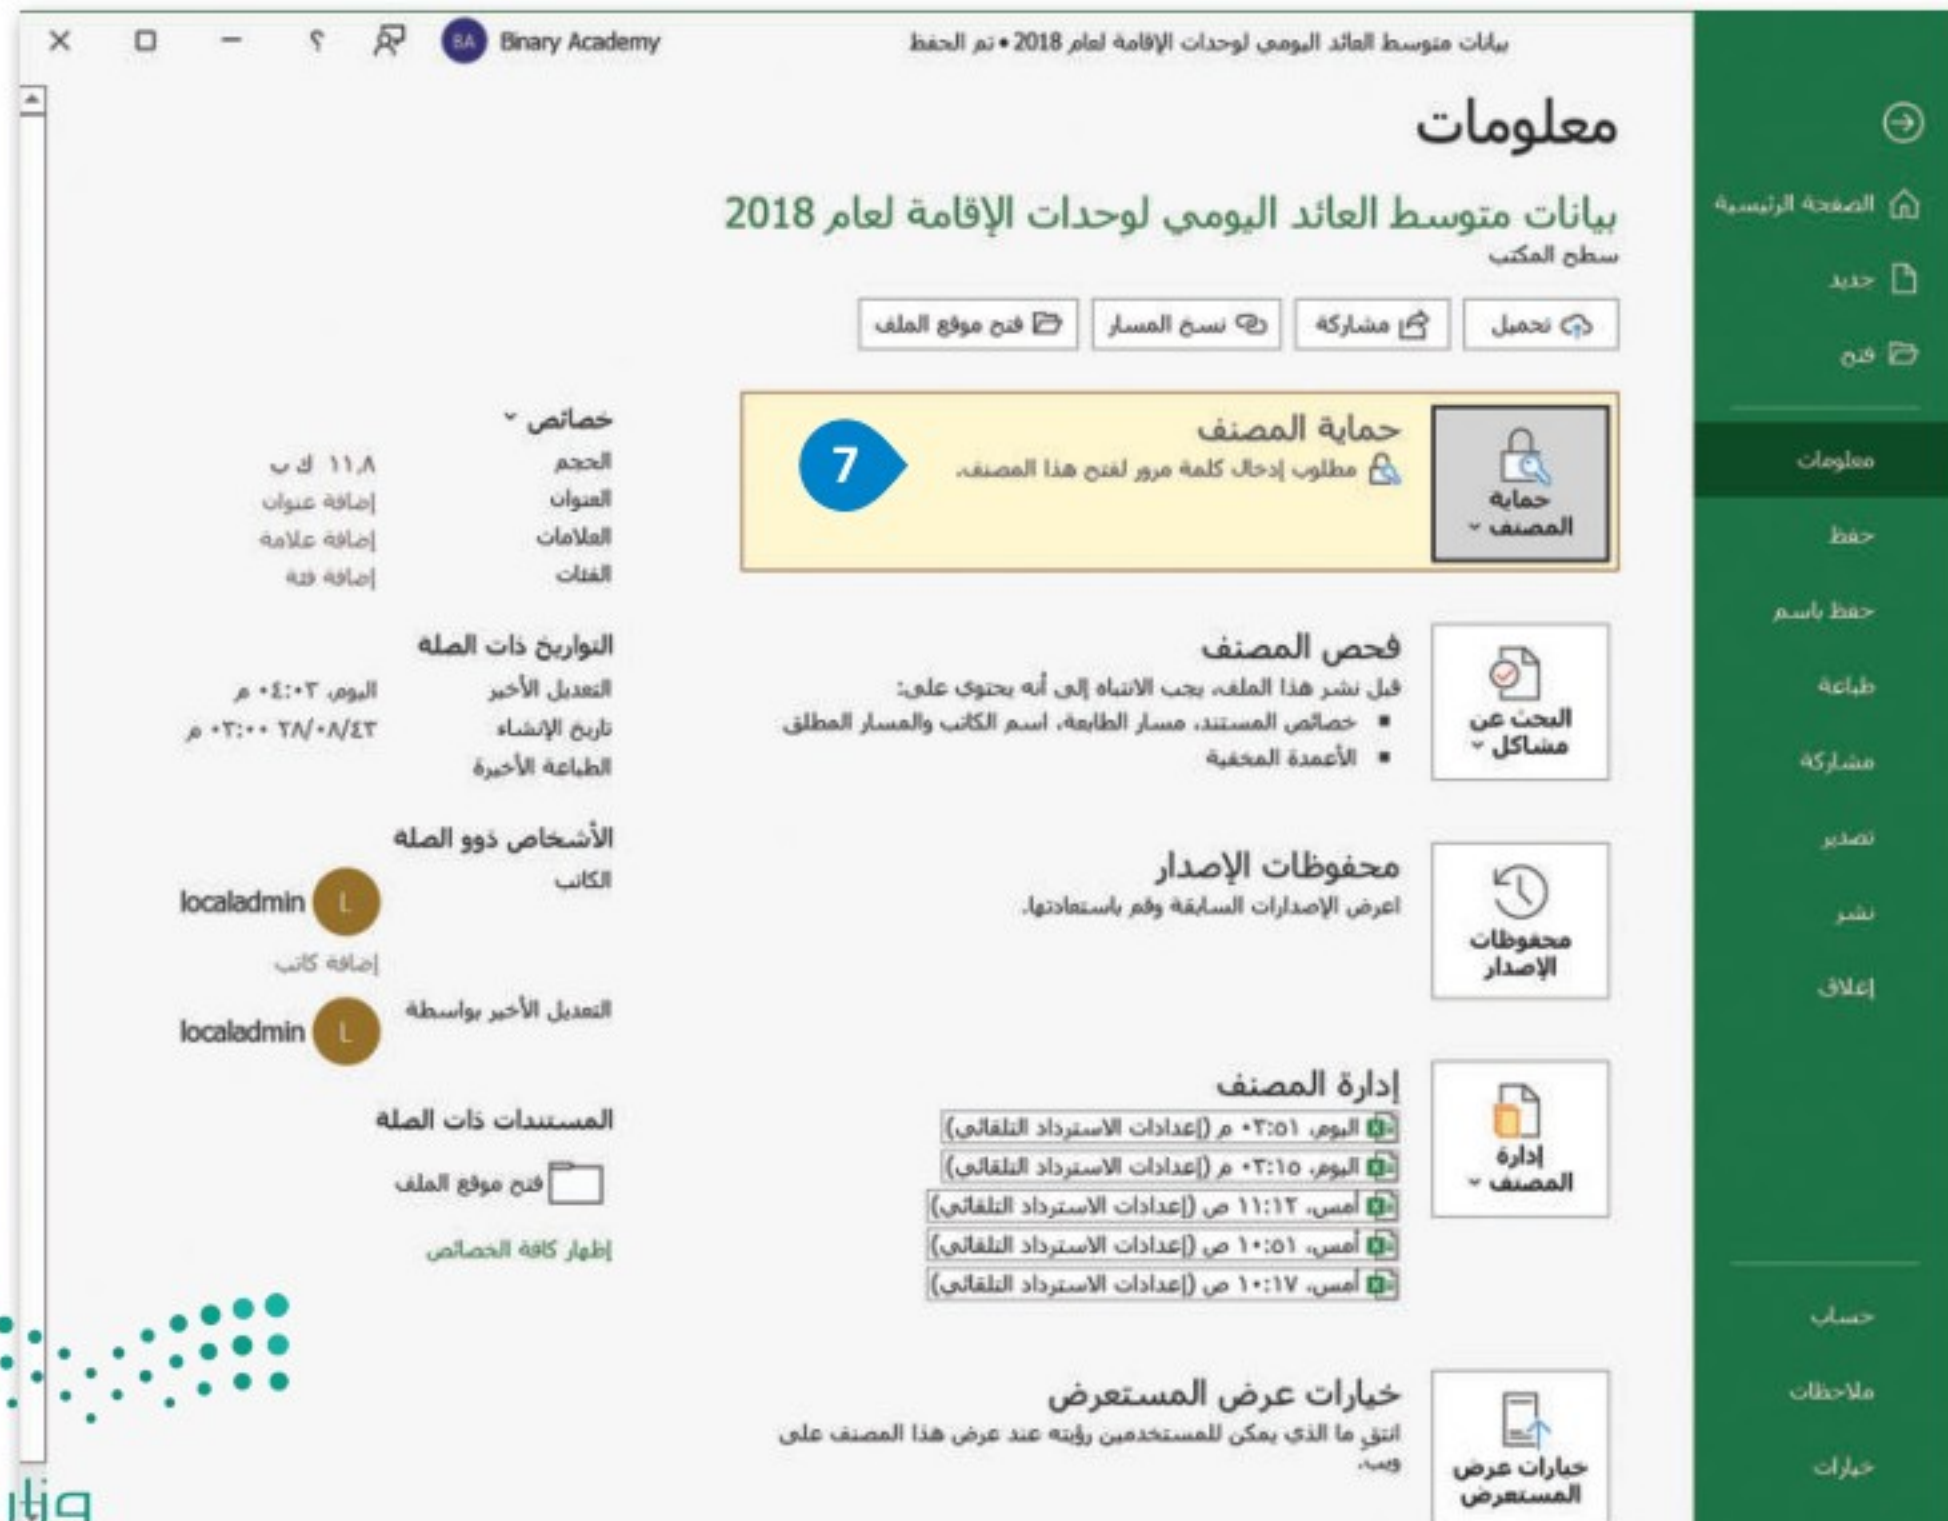 بيانات متوسط العائد اليومي لوحدات الإقامة لعام 2018 • تم الحفظ
Binary Academy
BA
؟
الصفحة الرئيسية
جديد
فتح
معلومات
حفظ
حفظ باسم
طباعة
مشاركة
تصدير
نشر
إغلاق
حساب
ملاحظات
خيارات
معلومات
بيانات متوسط العائد اليومي لوحدات الإقامة لعام 2018
سطح المكتب
تحميل
مشاركة
نسخ المسار
فتح موقع الملف
حماية
المصنف
حماية المصنف
مطلوب إدخال كلمة مرور لفتح هذا المصنف.
7
البحث عن
مشاكل
فحص المصنف
قبل نشر هذا الملف، يجب الانتباه إلى أنه يحتوي على:
▪ خصائص المستند، مسار الطابعة، اسم الكاتب والمسار المطلق
▪ الأعمدة المخفية
محفوظات
الإصدار
محفوظات الإصدار
اعرض الإصدارات السابقة وقم باستعادتها.
إدارة
المصنف
إدارة المصنف
اليوم، ٠٣:٥١ م (إعدادات الاسترداد التلقائي)
اليوم، ٠٣:١٥ م (إعدادات الاسترداد التلقائي)
أمس، ١١:١٢ ص (إعدادات الاسترداد التلقائي)
أمس، ١٠:٥١ ص (إعدادات الاسترداد التلقائي)
أمس، ١٠:١٧ ص (إعدادات الاسترداد التلقائي)
خيارات عرض
المستعرض
خيارات عرض المستعرض
انتقِ ما الذي يمكن للمستخدمين رؤيته عند عرض هذا المصنف على
ويب.
خصائص
الحجم ١١,٨ ك ب
العنوان إضافة عنوان
العلامات إضافة علامة
الفئات إضافة فئة
التواريخ ذات الصلة
التعديل الأخير اليوم، ٠٤:٠٣ م
تاريخ الإنشاء ٢٨/٠٨/٤٣ ٠٣:٠٠ م
الطباعة الأخيرة
الأشخاص ذوو الصلة
الكاتب
L localadmin
إضافة كاتب
التعديل الأخير بواسطة
L localadmin
المستندات ذات الصلة
فتح موقع الملف
إظهار كافة الخصائص